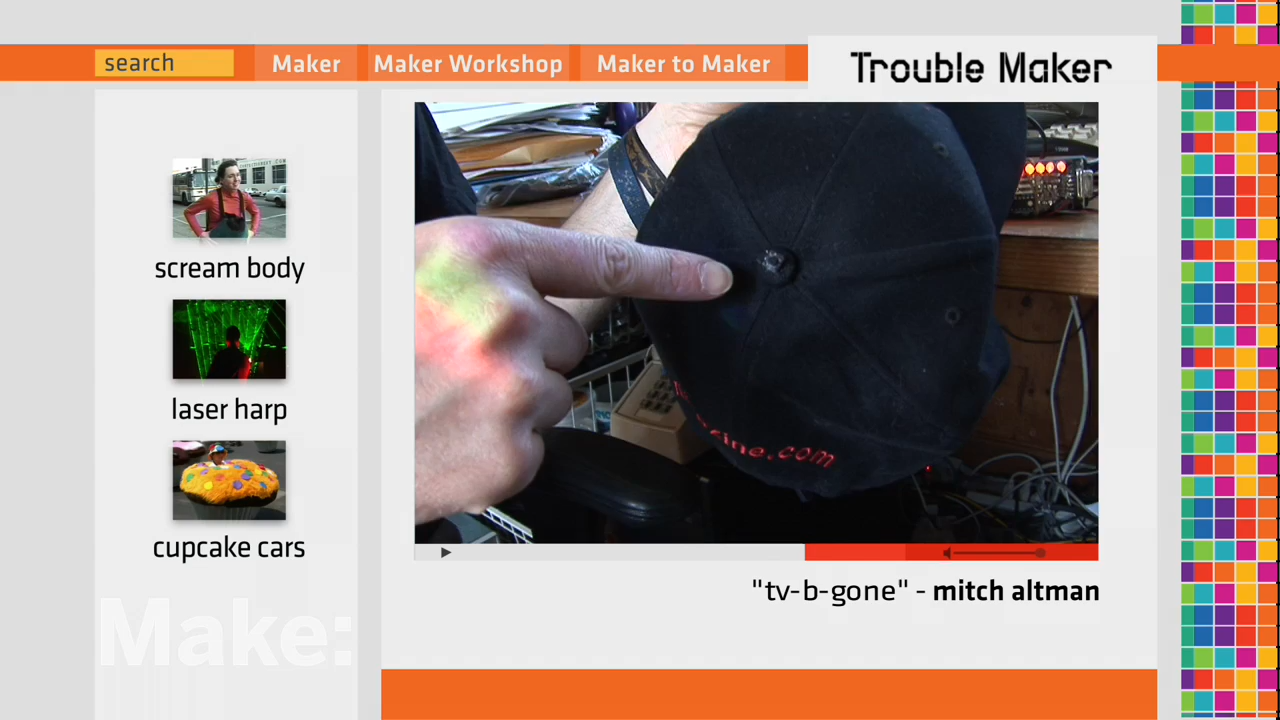 search
Maker
Maker Workshop
Maker to Maker
Trouble Maker
scream body
laser harp
cupcake cars
Make:
.com
"tv-b-gone" - mitch altman